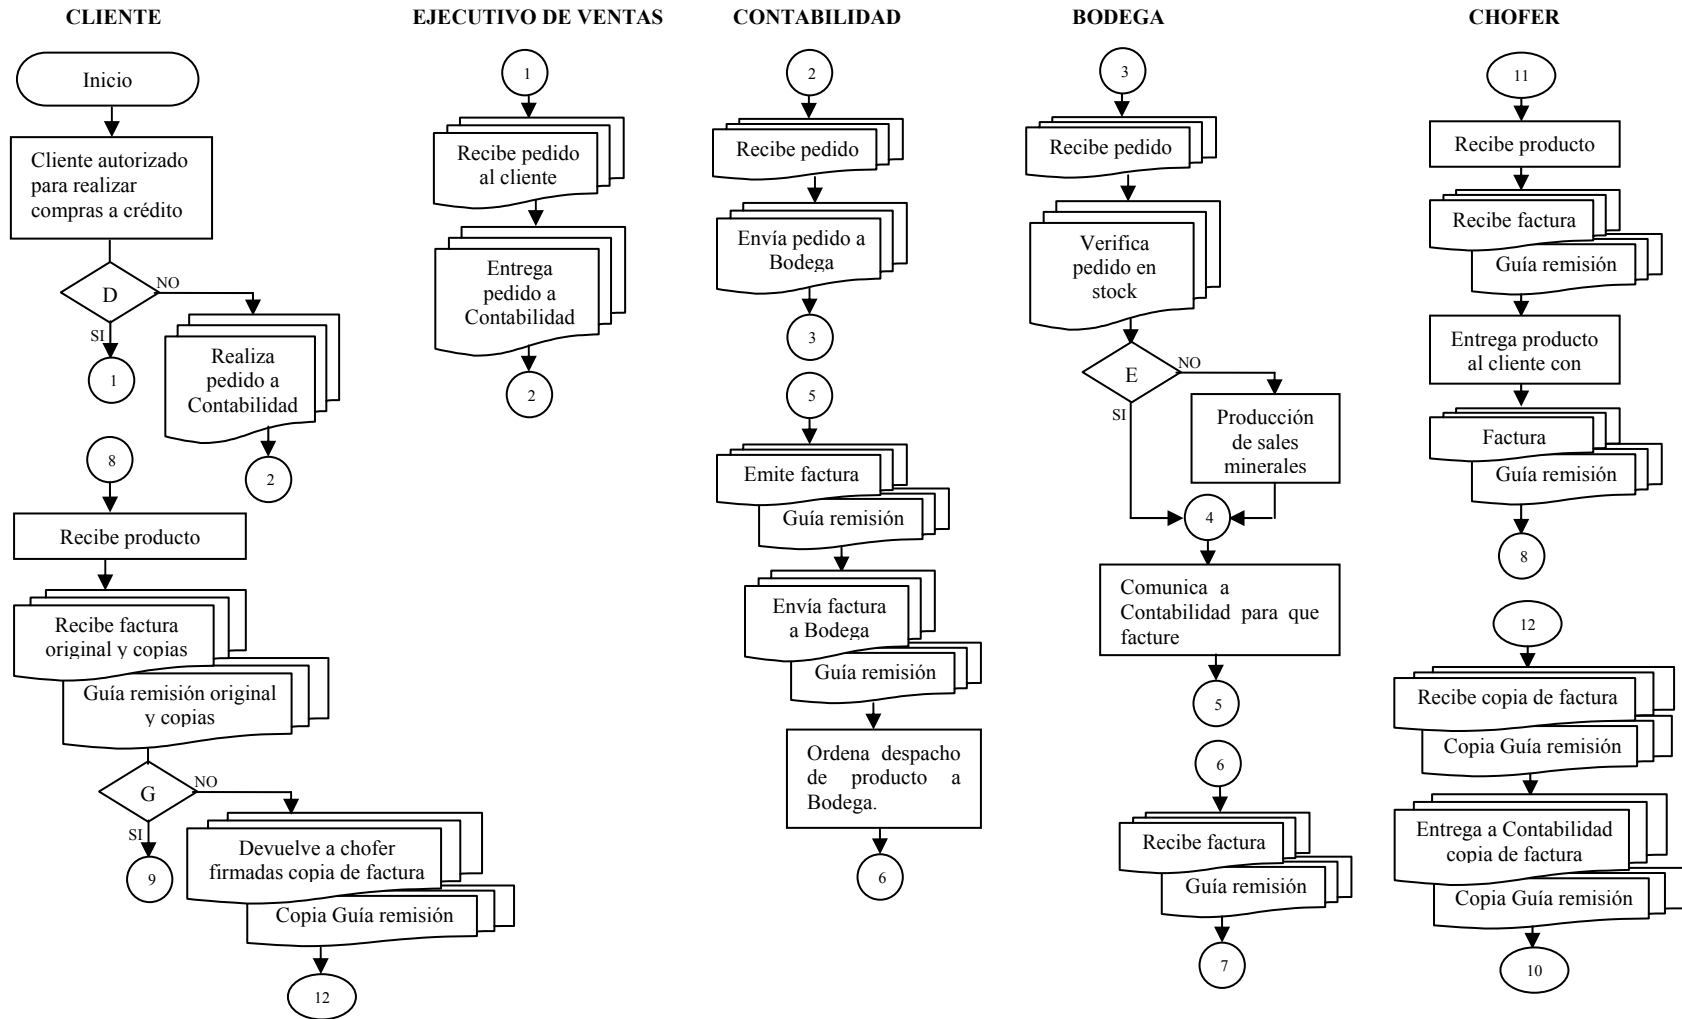 CLIENTE
Inicio
Cliente autorizado
para realizar
compras a crédito
D
NO
SI
1
Realiza
pedido a
Contabilidad
2
8
Recibe producto
Recibe factura
original y copias
Guía remisión original
y copias
G
NO
SI
9
Devuelve a chofer
firmadas copia de factura
Copia Guía remisión
12
EJECUTIVO DE VENTAS
1
Recibe pedido
al cliente
Entrega
pedido a
Contabilidad
2
CONTABILIDAD
2
Recibe pedido
Envía pedido a
Bodega
3
5
Emite factura
Guía remisión
Envía factura
a Bodega
Guía remisión
Ordena despacho
de producto a
Bodega.
6
BODEGA
3
Recibe pedido
Verifica
pedido en
stock
E
NO
SI
Producción
de sales
minerales
4
Comunica a
Contabilidad para que
facture
5
6
Recibe factura
Guía remisión
7
CHOFER
11
Recibe producto
Recibe factura
Guía remisión
Entrega producto
al cliente con
Factura
Guía remisión
8
12
Recibe copia de factura
Copia Guía remisión
Entrega a Contabilidad
copia de factura
Copia Guía remisión
10